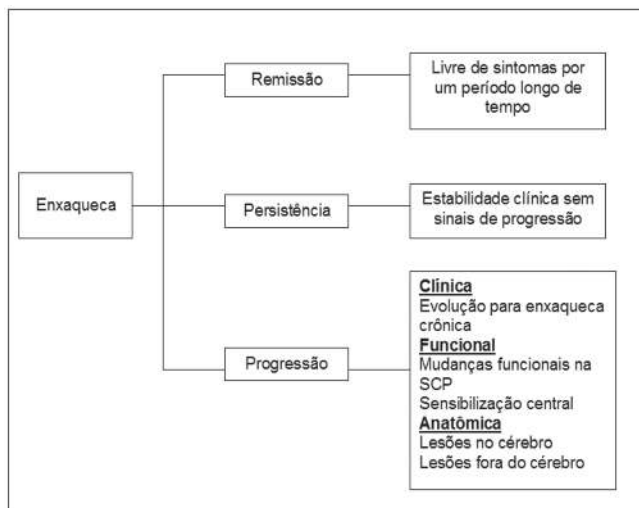 Enxaqueca
Remissão
Livre de sintomas por
um período longo de
tempo
Persistência
Estabilidade clínica sem
sinais de progressão
Progressão
Clínica
Evolução para enxaqueca
crônica
Funcional
Mudanças funcionais na
SCP
Sensibilização central
Anatômica
Lesões no cérebro
Lesões fora do cérebro